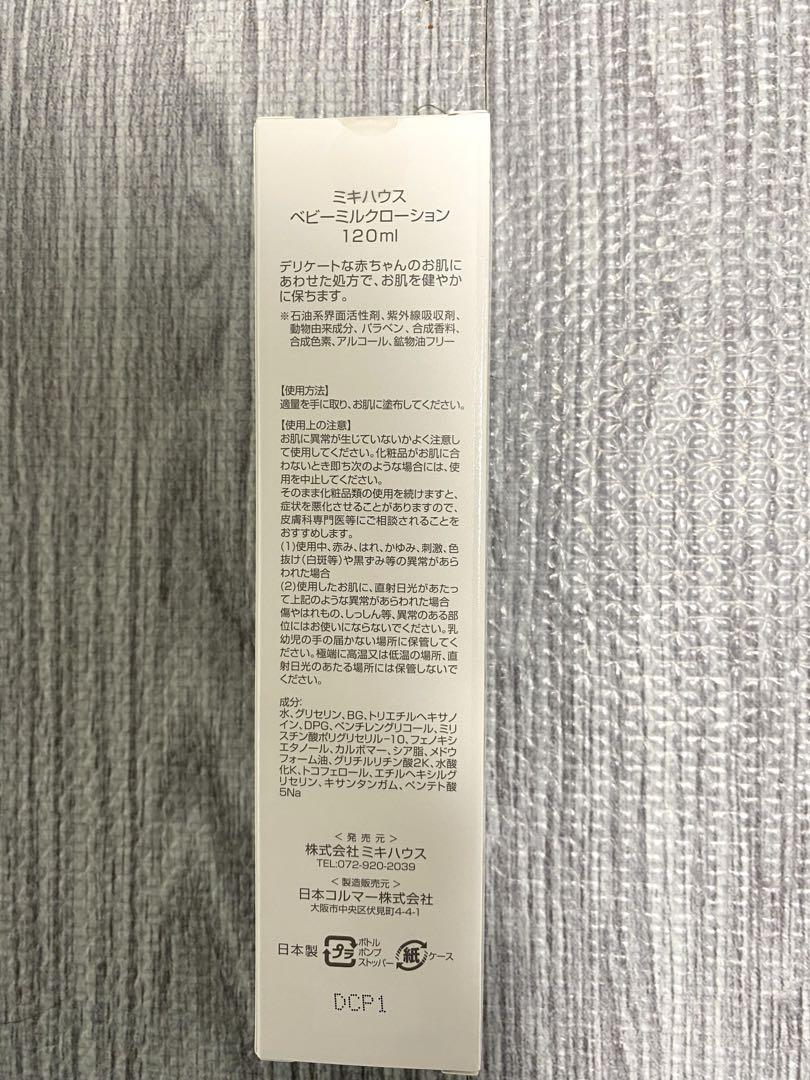 ミキハウス
ベビーミルクローション
120ml
デリケートな赤ちゃんのお肌に
あわせた処方で、お肌を健やか
に保ちます。
※石油系界面活性剤、紫外線吸収剤、
動物由来成分、パラベン、合成香料、
合成色素、アルコール、鉱物油フリー
【使用方法】
適量を手に取り、お肌に塗布してください。
【使用上の注意】
お肌に異常が生じていないかよく注意し
て使用してください。化粧品がお肌に合
わないとき即ち次のような場合には、使
用を中止してください。
そのまま化粧品類の使用を続けますと、
症状を悪化させることがありますので、
皮膚科専門医等にご相談されることを
おすすめします。
(1)使用中、赤み、はれ、かゆみ、刺激、色
抜け(白斑等)や黒ずみ等の異常があら
われた場合
(2)使用したお肌に、直射日光があたっ
て上記のような異常があらわれた場合
傷やはれもの、しっしん等、異常のある部
位にはお使いにならないでください。乳
幼児の手の届かない場所に保管してく
ださい。極端に高温又は低温の場所、直
射日光のあたる場所には保管しないで
ください。
成分:
水、グリセリン、BG、トリエチルヘキサノ
イン、DPG、ペンチレングリコール、ミリ
スチン酸ポリグリセリル-10、フェノキシ
エタノール、カルボマー、シア脂、メドウ
フォーム油、グリチルリチン酸2K、水酸
化K、トコフェロール、エチルヘキシルグ
リセリン、キサンタンガム、ペンテト酸
5Na
＜発売元＞
株式会社ミキハウス
TEL:072-920-2039
＜製造販売元＞
日本コルマー株式会社
大阪市中央区伏見町4-4-1
日本製 プラ ボトル
ポンプ
ストッパー 紙 ケース
DCP1